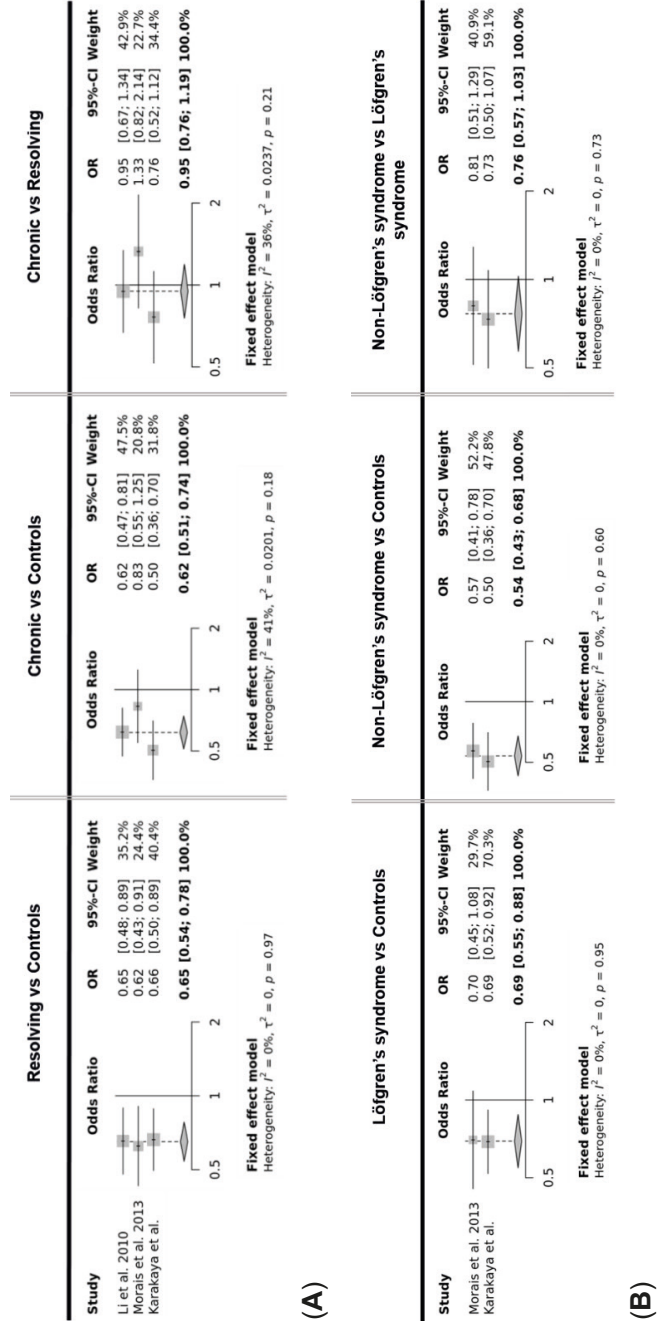 Resolving vs Controls
Study Odds Ratio OR 95%-CI Weight
Li et al. 2010 0.65 [0.48; 0.89] 35.2%
Morais et al. 2013 0.62 [0.43; 0.91] 24.4%
Karakaya et al. 0.66 [0.50; 0.89] 40.4%
0.65 [0.54; 0.78] 100.0%
0.5 1 2
Fixed effect model
Heterogeneity: I² = 0%, τ² = 0, p = 0.97
Chronic vs Controls
Odds Ratio OR 95%-CI Weight
0.62 [0.47; 0.81] 47.5%
0.83 [0.55; 1.25] 20.8%
0.50 [0.36; 0.70] 31.8%
0.62 [0.51; 0.74] 100.0%
0.5 1 2
Fixed effect model
Heterogeneity: I² = 41%, τ² = 0.0201, p = 0.18
Chronic vs Resolving
Odds Ratio OR 95%-CI Weight
0.95 [0.67; 1.34] 42.9%
1.33 [0.82; 2.14] 22.7%
0.76 [0.52; 1.12] 34.4%
0.95 [0.76; 1.19] 100.0%
0.5 1 2
Fixed effect model
Heterogeneity: I² = 36%, τ² = 0.0237, p = 0.21
(A)
Löfgren's syndrome vs Controls
Study Odds Ratio OR 95%-CI Weight
Morais et al. 2013 0.70 [0.45; 1.08] 29.7%
Karakaya et al. 0.69 [0.52; 0.92] 70.3%
0.69 [0.55; 0.88] 100.0%
0.5 1 2
Fixed effect model
Heterogeneity: I² = 0%, τ² = 0, p = 0.95
Non-Löfgren's syndrome vs Controls
Odds Ratio OR 95%-CI Weight
0.57 [0.41; 0.78] 52.2%
0.50 [0.36; 0.70] 47.8%
0.54 [0.43; 0.68] 100.0%
0.5 1 2
Fixed effect model
Heterogeneity: I² = 0%, τ² = 0, p = 0.60
Non-Löfgren's syndrome vs Löfgren's
syndrome
Odds Ratio OR 95%-CI Weight
0.81 [0.51; 1.29] 40.9%
0.73 [0.50; 1.07] 59.1%
0.76 [0.57; 1.03] 100.0%
0.5 1 2
Fixed effect model
Heterogeneity: I² = 0%, τ² = 0, p = 0.73
(B)